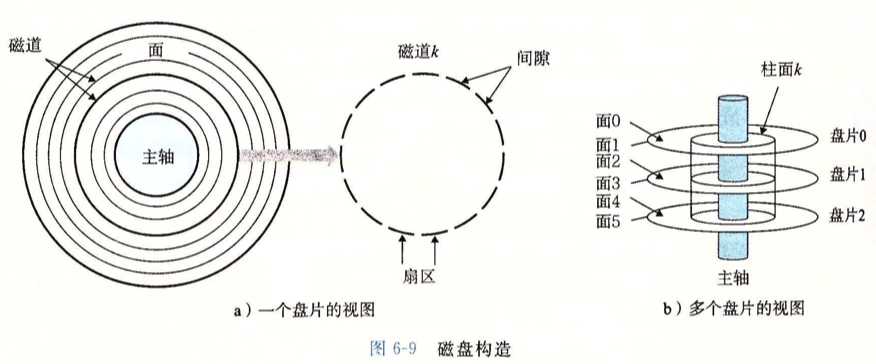 磁道
面
主轴
磁道k
间隙
扇区
a）一个盘片的视图
柱面k
面0
面1
面2
面3
面4
面5
盘片0
盘片1
盘片2
主轴
b）多个盘片的视图
图 6-9 磁盘构造